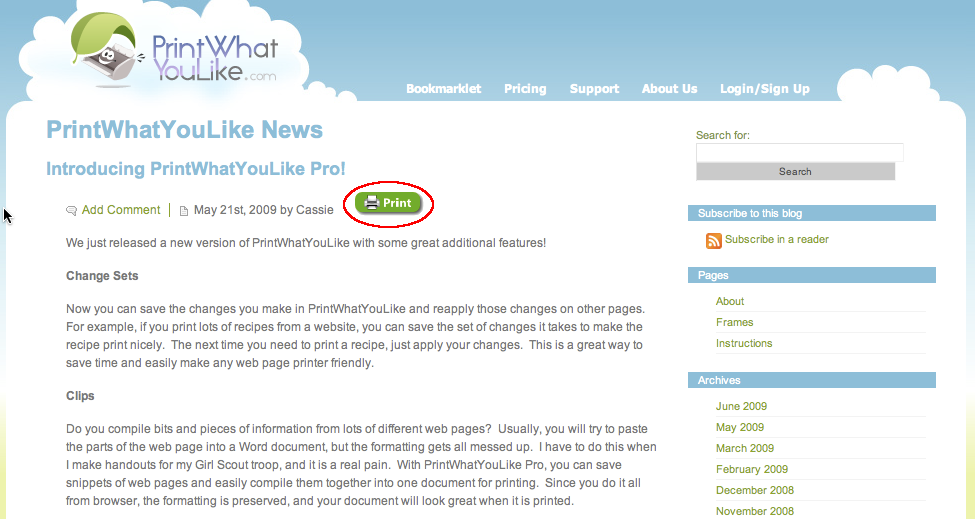 PrintWhat
YouLike.com
Bookmarklet Pricing Support About Us Login/Sign Up
PrintWhatYouLike News
Introducing PrintWhatYouLike Pro!
Add Comment May 21st, 2009 by Cassie Print
We just released a new version of PrintWhatYouLike with some great additional features!
Change Sets
Now you can save the changes you make in PrintWhatYouLike and reapply those changes on other pages.
For example, if you print lots of recipes from a website, you can save the set of changes it takes to make the
recipe print nicely.  The next time you need to print a recipe, just apply your changes.  This is a great way to
save time and easily make any web page printer friendly.
Clips
Do you compile bits and pieces of information from lots of different web pages?  Usually, you will try to paste
the parts of the web page into a Word document, but the formatting gets all messed up.  I have to do this when
I make handouts for my Girl Scout troop, and it is a real pain.  With PrintWhatYouLike Pro, you can save
snippets of web pages and easily compile them together into one document for printing.  Since you do it all
from browser, the formatting is preserved, and your document will look great when it is printed.
Search for:
Search
Subscribe to this blog
Subscribe in a reader
Pages
About
Frames
Instructions
Archives
June 2009
May 2009
March 2009
February 2009
December 2008
November 2008